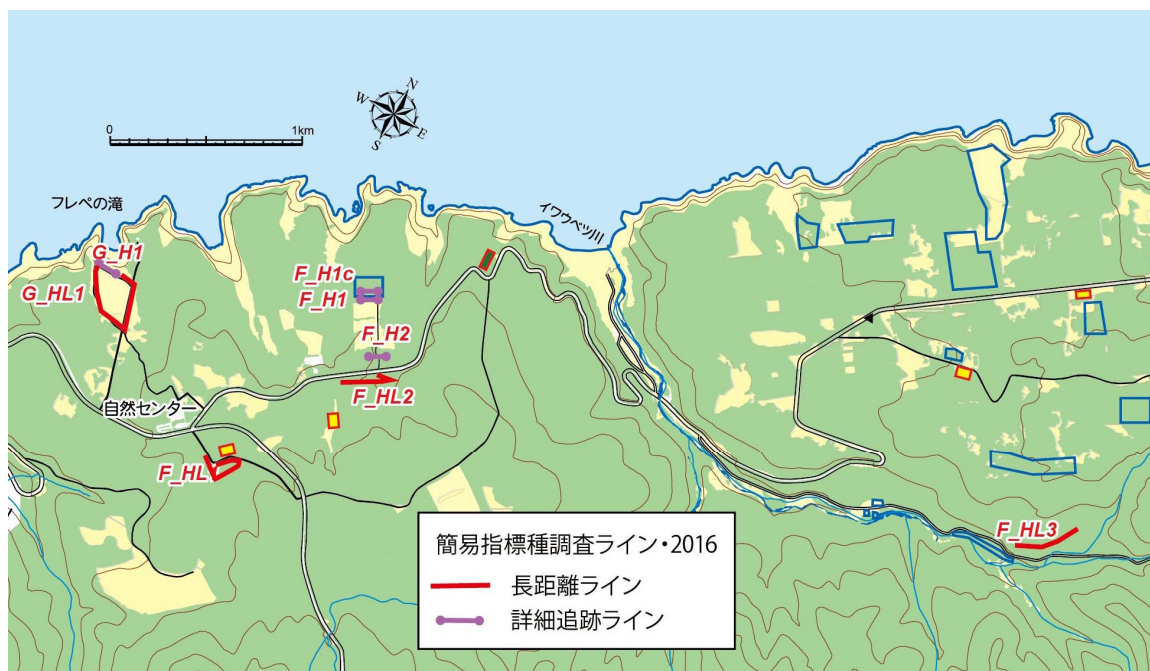 N
W
E
S
0
1km
フレペの滝
イワウベツ川
G_H1
G_HL1
F_H1c
F_H1
F_H2
F_HL2
自然センター
F_HL
F_HL3
簡易指標種調査ライン・2016
長距離ライン
詳細追跡ライン